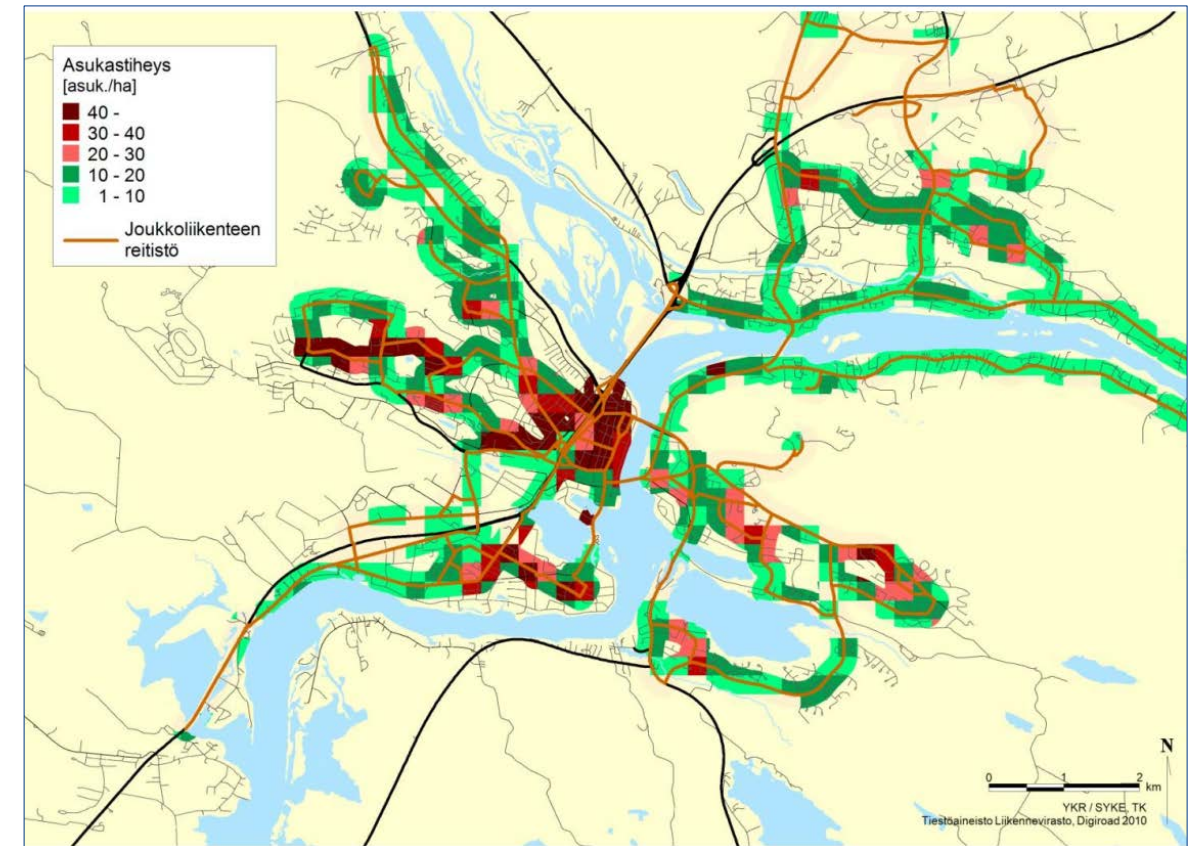 Asukastiheys
[asuk./ha]
40 -
30 - 40
20 - 30
10 - 20
1 - 10
Joukkoliikenteen
reitistö
N
0 1 2
km
YKR / SYKE, TK
Tiestöaineisto Liikennevirasto, Digiroad 2010